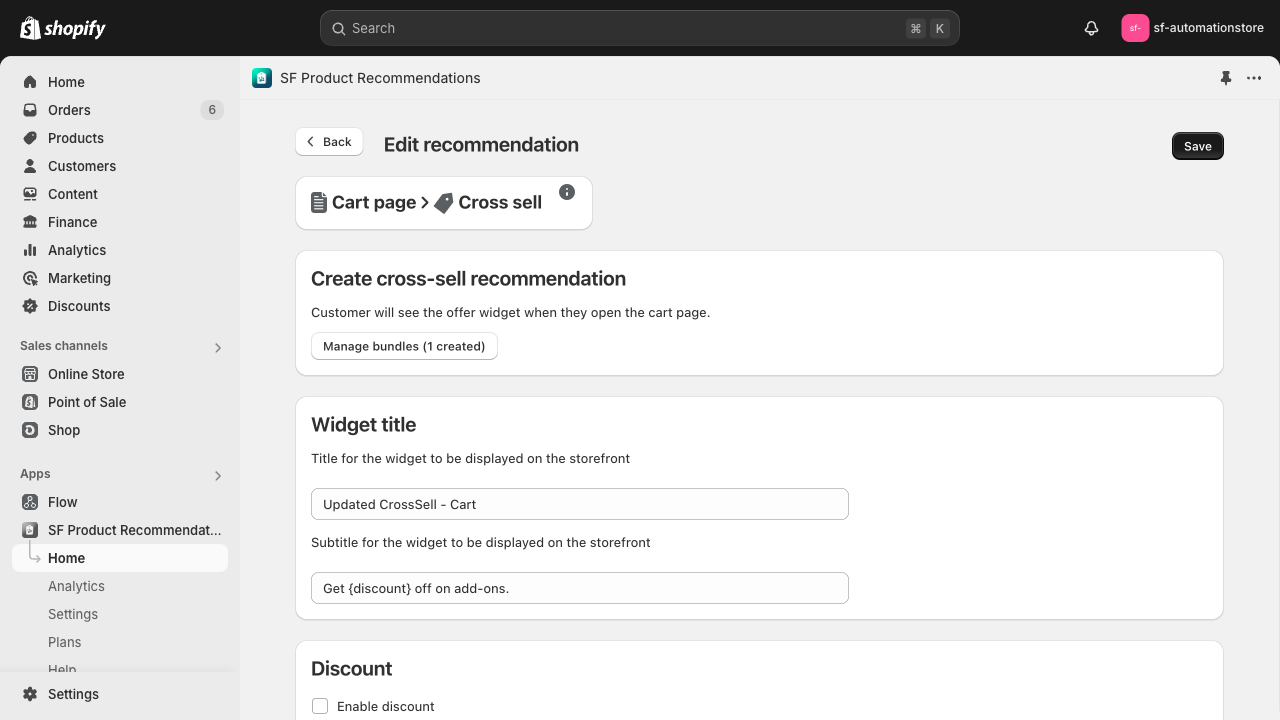 shopify
Search
⌘ K
sf-
sf-automationstore
Home
Orders 6
Products
Customers
Content
Finance
Analytics
Marketing
Discounts
Sales channels
Online Store
Point of Sale
Shop
Apps
Flow
SF Product Recommendat...
Home
Analytics
Settings
Plans
Help
Settings
SF Product Recommendations
Back
Edit recommendation
Save
Cart page > Cross sell
Create cross-sell recommendation
Customer will see the offer widget when they open the cart page.
Manage bundles (1 created)
Widget title
Title for the widget to be displayed on the storefront
Updated CrossSell - Cart
Subtitle for the widget to be displayed on the storefront
Get {discount} off on add-ons.
Discount
Enable discount